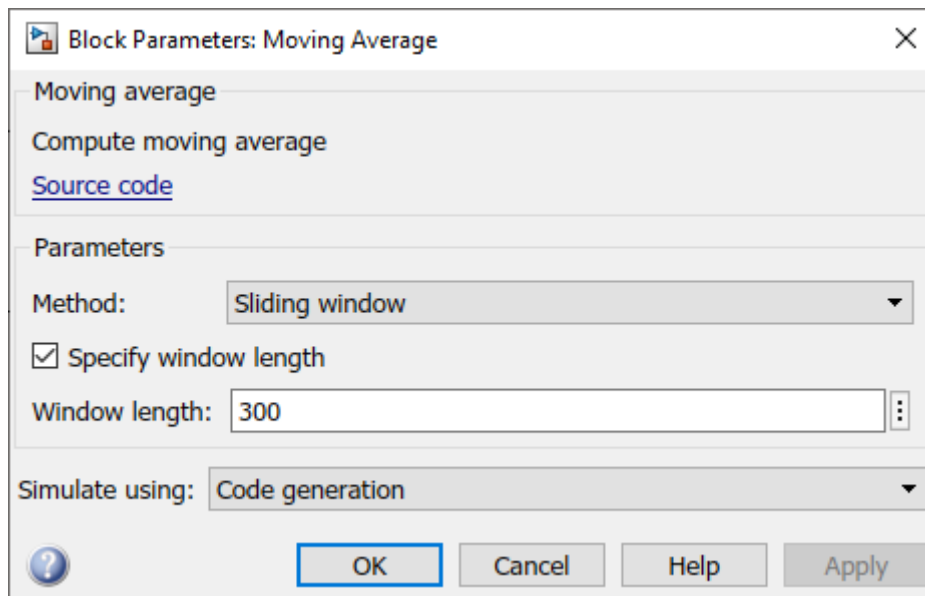 Block Parameters: Moving Average
Moving average
Compute moving average
Source code
Parameters
Method: Sliding window
Specify window length
Window length: 300
Simulate using: Code generation
OK Cancel Help Apply